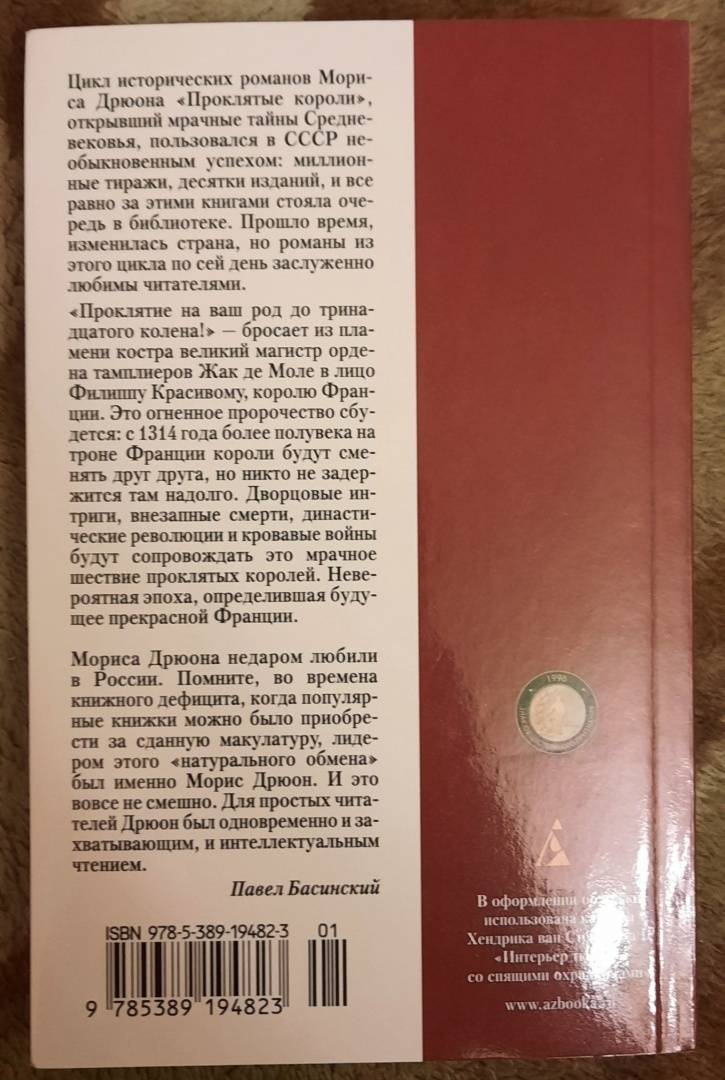 Цикл исторических романов Мори-
са Дрюона «Проклятые короли»,
открывший мрачные тайны Средне-
вековья, пользовался в СССР не-
обыкновенным успехом: миллион-
ные тиражи, десятки изданий, и все
равно за этими книгами стояла оче-
редь в библиотеке. Прошло время,
изменилась страна, но романы из
этого цикла по сей день заслуженно
любимы читателями.
«Проклятие на ваш род до трина-
дцатого колена!» — бросает из пла-
мени костра великий магистр орде-
на тамплиеров Жак де Моле в лицо
Филиппу Красивому, королю Фран-
ции. Это огненное пророчество сбу-
дется: с 1314 года более полувека на
троне Франции короли будут сме-
нять друг друга, но никто не задер-
жится там надолго. Дворцовые ин-
триги, внезапные смерти, династи-
ческие революции и кровавые войны
будут сопровождать это мрачное
шествие проклятых королей. Неве-
роятная эпоха, определившая буду-
щее прекрасной Франции.
Мориса Дрюона недаром любили
в России. Помните, во времена
книжного дефицита, когда популяр-
ные книжки можно было приобре-
сти за сданную макулатуру, лиде-
ром этого «натурального обмена»
был именно Морис Дрюон. И это
вовсе не смешно. Для простых чита-
телей Дрюон был одновременно и за-
хватывающим, и интеллектуальным
чтением.
Павел Басинский
ISBN 978-5-389-19482-3 01
9 785389 194823
1996
В оформлении
использована
Хендрика ван
«Интерьер
со спящими